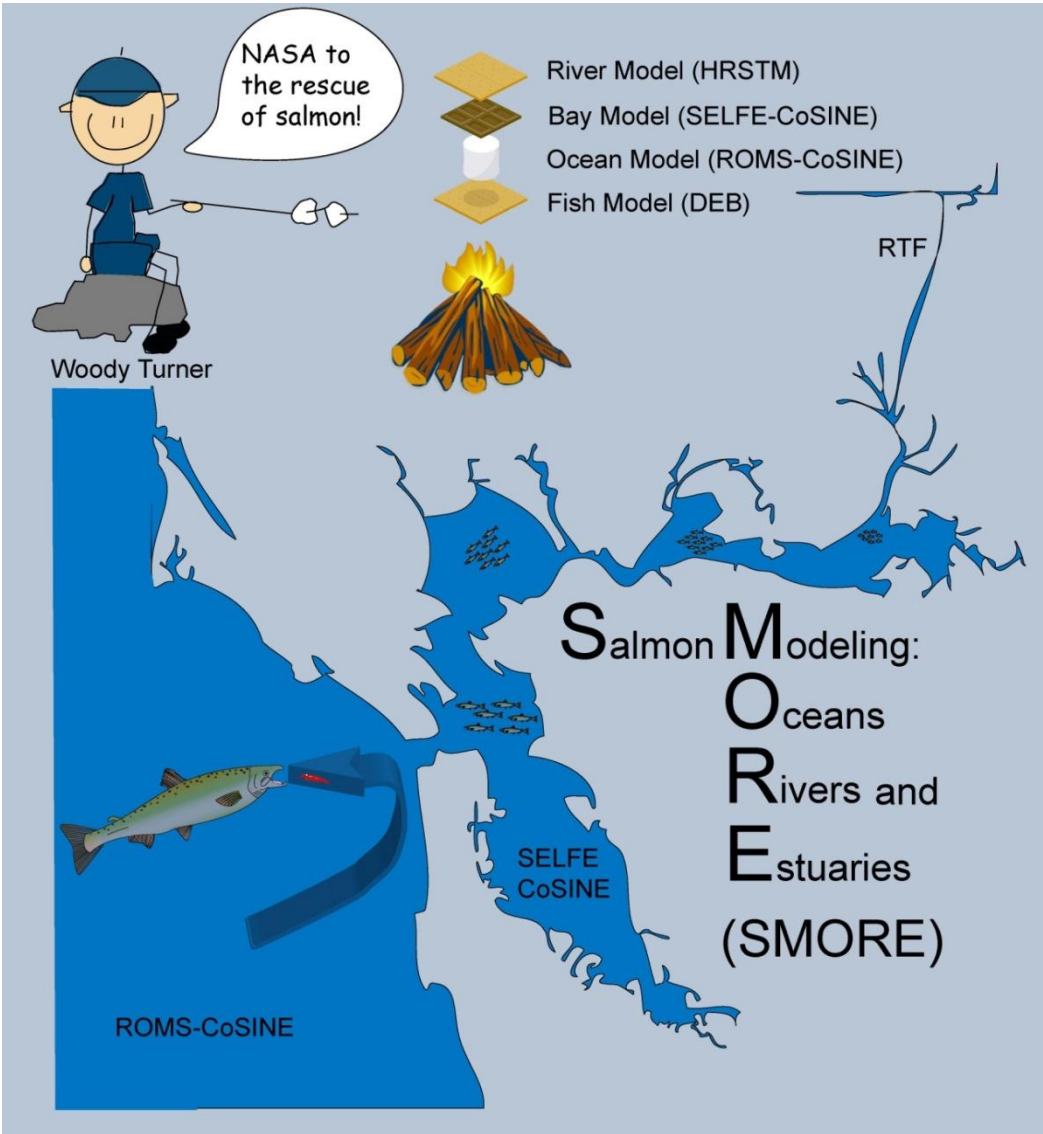 NASA to
the rescue
of salmon!
River Model (HRSTM)
Bay Model (SELFE-CoSINE)
Ocean Model (ROMS-CoSINE)
Fish Model (DEB)
RTF
Woody Turner
Salmon Modeling:
Oceans
Rivers and
Estuaries
(SMORE)
SELFE
CoSINE
ROMS-CoSINE